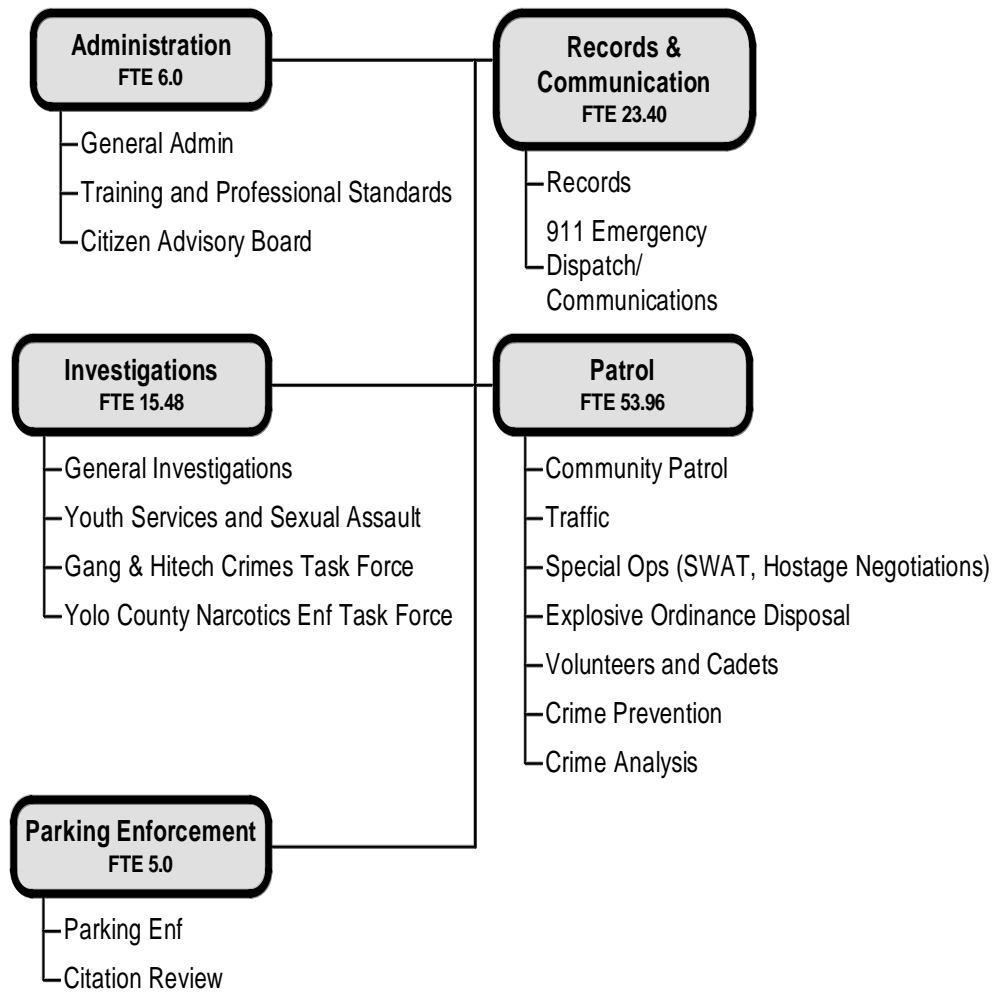 Administration
FTE 6.0
General Admin
Training and Professional Standards
Citizen Advisory Board
Records &
Communication
FTE 23.40
Records
911 Emergency
Dispatch/
Communications
Investigations
FTE 15.48
General Investigations
Youth Services and Sexual Assault
Gang & Hitech Crimes Task Force
Yolo County Narcotics Enf Task Force
Patrol
FTE 53.96
Community Patrol
Traffic
Special Ops (SWAT, Hostage Negotiations)
Explosive Ordinance Disposal
Volunteers and Cadets
Crime Prevention
Crime Analysis
Parking Enforcement
FTE 5.0
Parking Enf
Citation Review